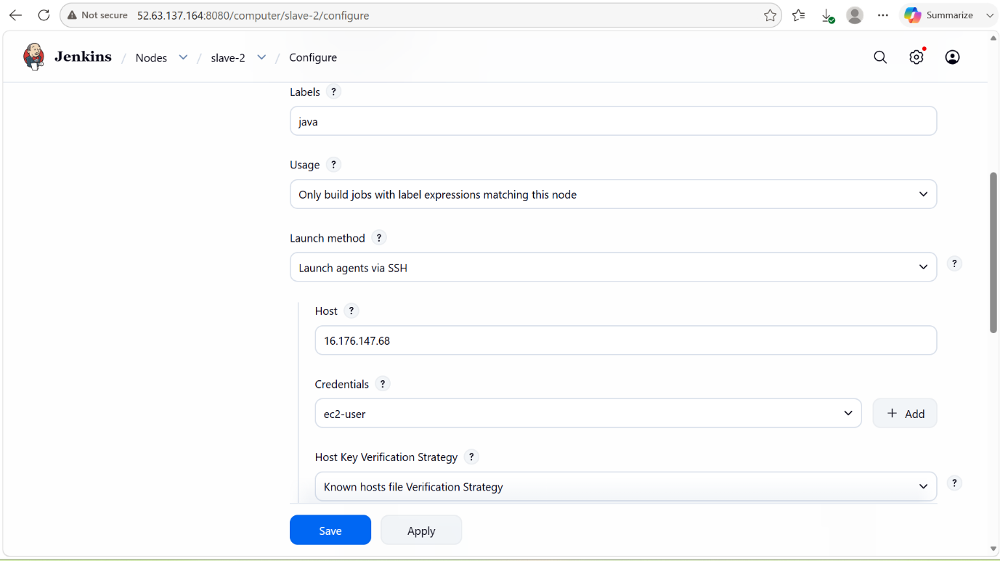 Not secure 52.63.137.164:8080/computer/slave-2/configure Summarize
Jenkins / Nodes / slave-2 / Configure
Labels ?
java
Usage ?
Only build jobs with label expressions matching this node
Launch method ?
Launch agents via SSH ?
Host ?
16.176.147.68
Credentials ?
ec2-user + Add
Host Key Verification Strategy ?
Known hosts file Verification Strategy ?
Save Apply